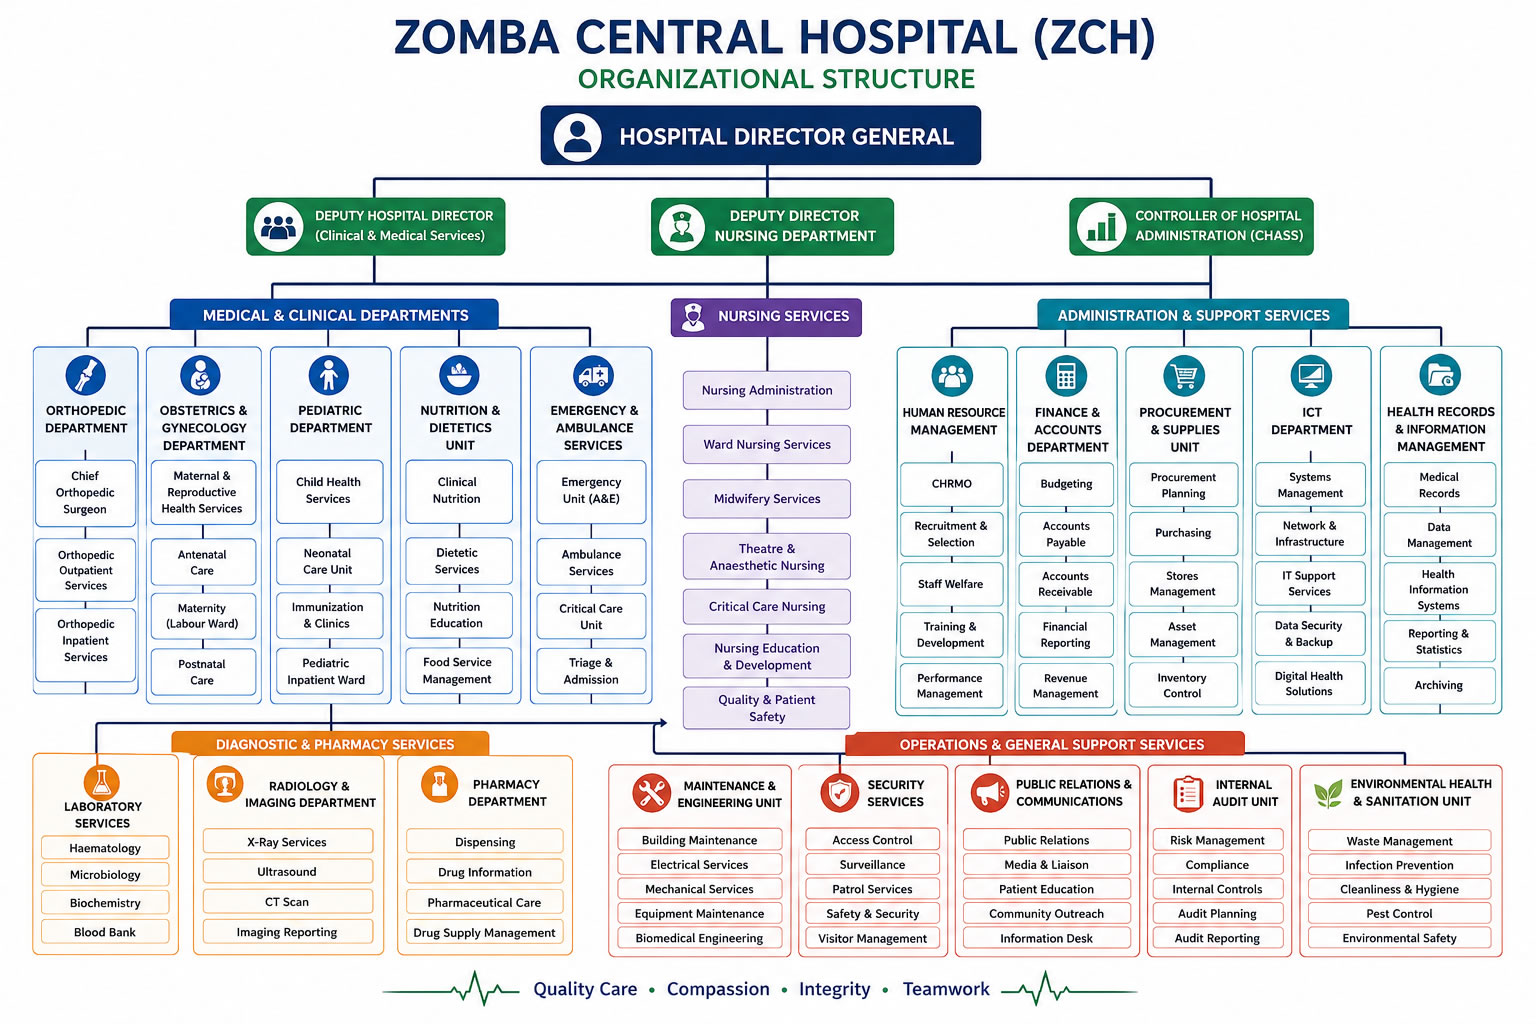 ZOMBA CENTRAL HOSPITAL (ZCH)
ORGANIZATIONAL STRUCTURE
HOSPITAL DIRECTOR GENERAL
DEPUTY HOSPITAL DIRECTOR
(Clinical & Medical Services)
DEPUTY DIRECTOR
NURSING DEPARTMENT
CONTROLLER OF HOSPITAL
ADMINISTRATION (CHASS)
MEDICAL & CLINICAL DEPARTMENTS
ORTHOPEDIC
DEPARTMENT
Chief
Orthopedic
Surgeon
Orthopedic
Outpatient
Services
Orthopedic
Inpatient
Services
OBSTETRICS &
GYNECOLOGY
DEPARTMENT
Maternal &
Reproductive
Health Services
Antenatal
Care
Maternity
(Labour Ward)
Postnatal
Care
PEDIATRIC
DEPARTMENT
Child Health
Services
Neonatal
Care Unit
Immunization
& Clinics
Pediatric
Inpatient Ward
NUTRITION &
DIETETICS
UNIT
Clinical
Nutrition
Dietetic
Services
Nutrition
Education
Food Service
Management
EMERGENCY &
AMBULANCE
SERVICES
Emergency
Unit (A&E)
Ambulance
Services
Critical Care
Unit
Triage &
Admission
NURSING SERVICES
Nursing Administration
Ward Nursing Services
Midwifery Services
Theatre &
Anaesthetic Nursing
Critical Care Nursing
Nursing Education
& Development
Quality & Patient
Safety
ADMINISTRATION & SUPPORT SERVICES
HUMAN RESOURCE
MANAGEMENT
CHRMO
Recruitment &
Selection
Staff Welfare
Training &
Development
Performance
Management
FINANCE &
ACCOUNTS
DEPARTMENT
Budgeting
Accounts
Payable
Accounts
Receivable
Financial
Reporting
Revenue
Management
PROCUREMENT
& SUPPLIES
UNIT
Procurement
Planning
Purchasing
Stores
Management
Asset
Management
Inventory
Control
ICT
DEPARTMENT
Systems
Management
Network &
Infrastructure
IT Support
Services
Data Security
& Backup
Digital Health
Solutions
HEALTH RECORDS
& INFORMATION
MANAGEMENT
Medical
Records
Data
Management
Health
Information
Systems
Reporting &
Statistics
Archiving
DIAGNOSTIC & PHARMACY SERVICES
LABORATORY
SERVICES
Haematology
Microbiology
Biochemistry
Blood Bank
RADIOLOGY &
IMAGING DEPARTMENT
X-Ray Services
Ultrasound
CT Scan
Imaging Reporting
PHARMACY
DEPARTMENT
Dispensing
Drug Information
Pharmaceutical Care
Drug Supply Management
OPERATIONS & GENERAL SUPPORT SERVICES
MAINTENANCE &
ENGINEERING UNIT
Building Maintenance
Electrical Services
Mechanical Services
Equipment Maintenance
Biomedical Engineering
SECURITY
SERVICES
Access Control
Surveillance
Patrol Services
Safety & Security
Visitor Management
PUBLIC RELATIONS &
COMMUNICATIONS
Public Relations
Media & Liaison
Patient Education
Community Outreach
Information Desk
INTERNAL
AUDIT UNIT
Risk Management
Compliance
Internal Controls
Audit Planning
Audit Reporting
ENVIRONMENTAL HEALTH
& SANITATION UNIT
Waste Management
Infection Prevention
Cleanliness & Hygiene
Pest Control
Environmental Safety
Quality Care • Compassion • Integrity • Teamwork